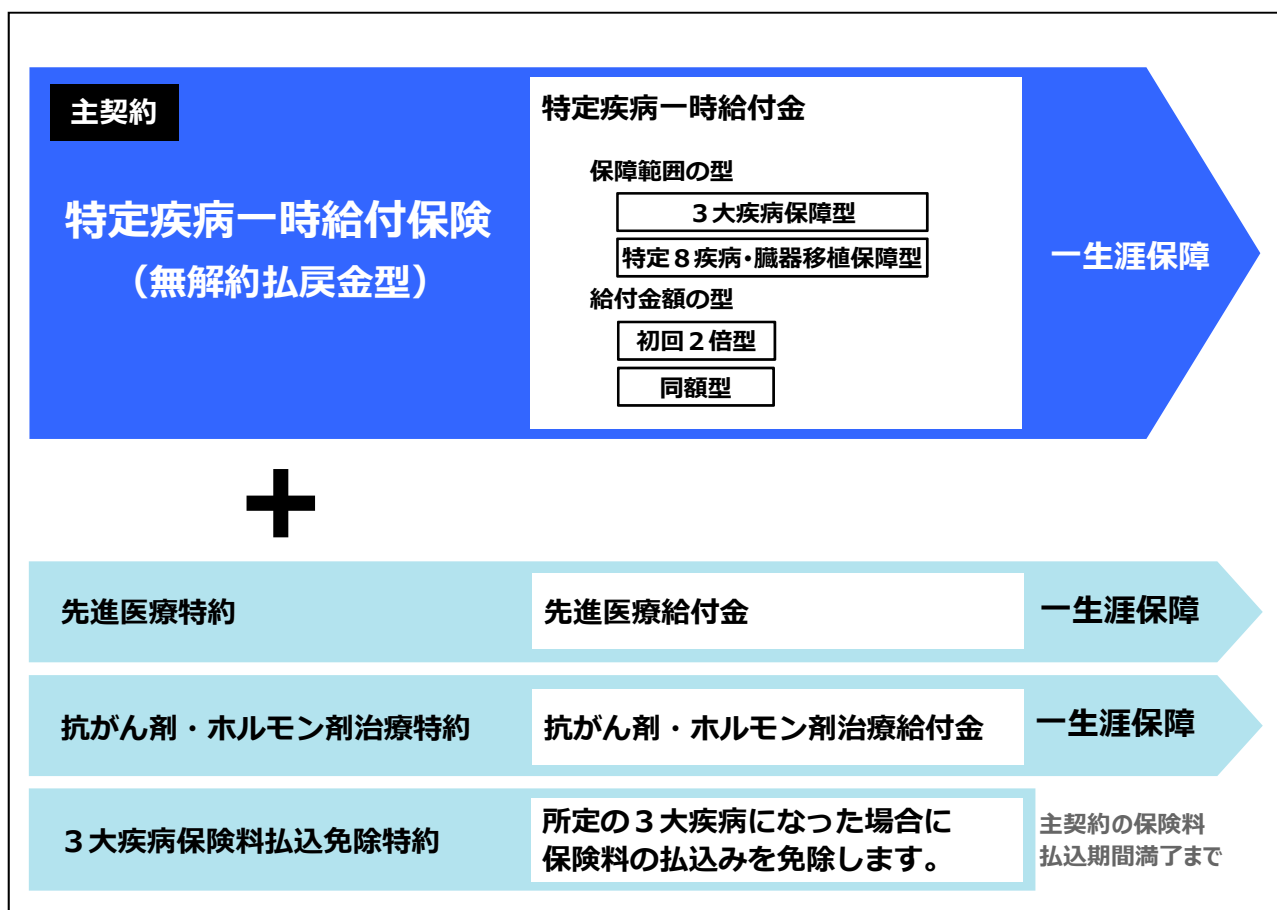 主契約
特定疾病一時給付保険
（無解約払戻金型）
特定疾病一時給付金
保障範囲の型
３大疾病保障型
特定８疾病・臓器移植保障型
給付金額の型
初回２倍型
同額型
一生涯保障
＋
先進医療特約
先進医療給付金
一生涯保障
抗がん剤・ホルモン剤治療特約
抗がん剤・ホルモン剤治療給付金
一生涯保障
３大疾病保険料払込免除特約
所定の３大疾病になった場合に
保険料の払込みを免除します。
主契約の保険料
払込期間満了まで